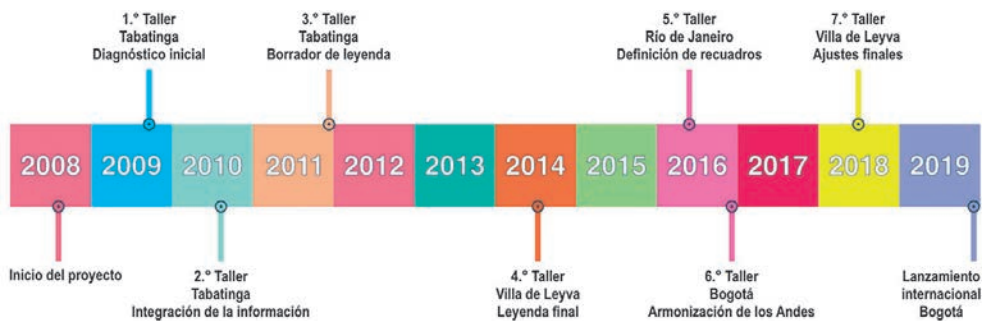 1.° Taller
Tabatinga
Diagnóstico inicial
3.° Taller
Tabatinga
Borrador de leyenda
5.° Taller
Río de Janeiro
Definición de recuadros
7.° Taller
Villa de Leyva
Ajustes finales
2008 2009 2010 2011 2012 2013 2014 2015 2016 2017 2018 2019
Inicio del proyecto
2.° Taller
Tabatinga
Integración de la información
4.° Taller
Villa de Leyva
Leyenda final
6.° Taller
Bogotá
Armonización de los Andes
Lanzamiento
internacional
Bogotá